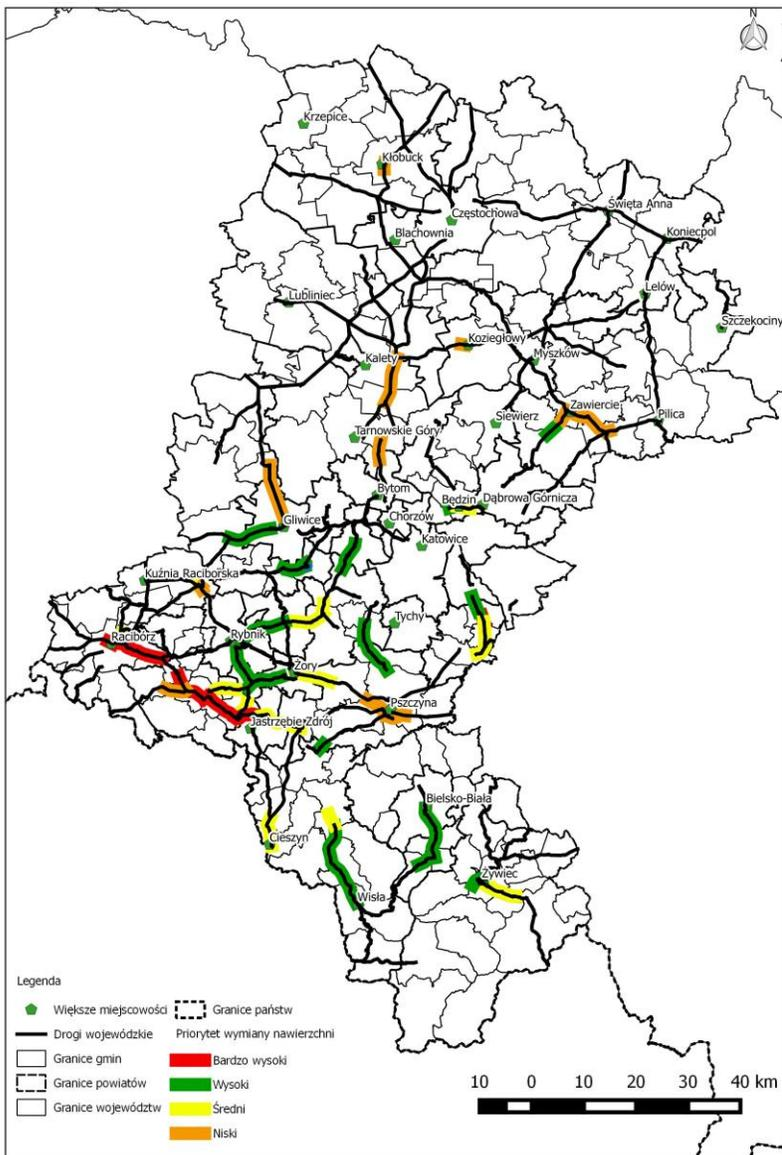 N
Krzepice
Kłobuck
Częstochowa
Święta Anna
Blachownia
Koniecpol
Lubliniec
Lelów
Szczekociny
Koziegłowy
Kalety
Myszków
Zawiercie
Siewierz
Pilica
Tarnowskie Góry
Bytom
Będzin
Dąbrowa Górnicza
Gliwice
Chorzów
Katowice
Kuźnia Raciborska
Tychy
Racibórz
Rybnik
Żory
Pszczyna
Jastrzębie Zdrój
Bielsko-Biała
Cieszyn
Żywiec
Wisła
Legenda
Większe miejscowości
Granice państw
Drogi wojewódzkie
Priorytet wymiany nawierzchni
Granice gmin
Bardzo wysoki
Granice powiatów
Wysoki
Granice województw
Średni
Niski
10 0 10 20 30 40 km